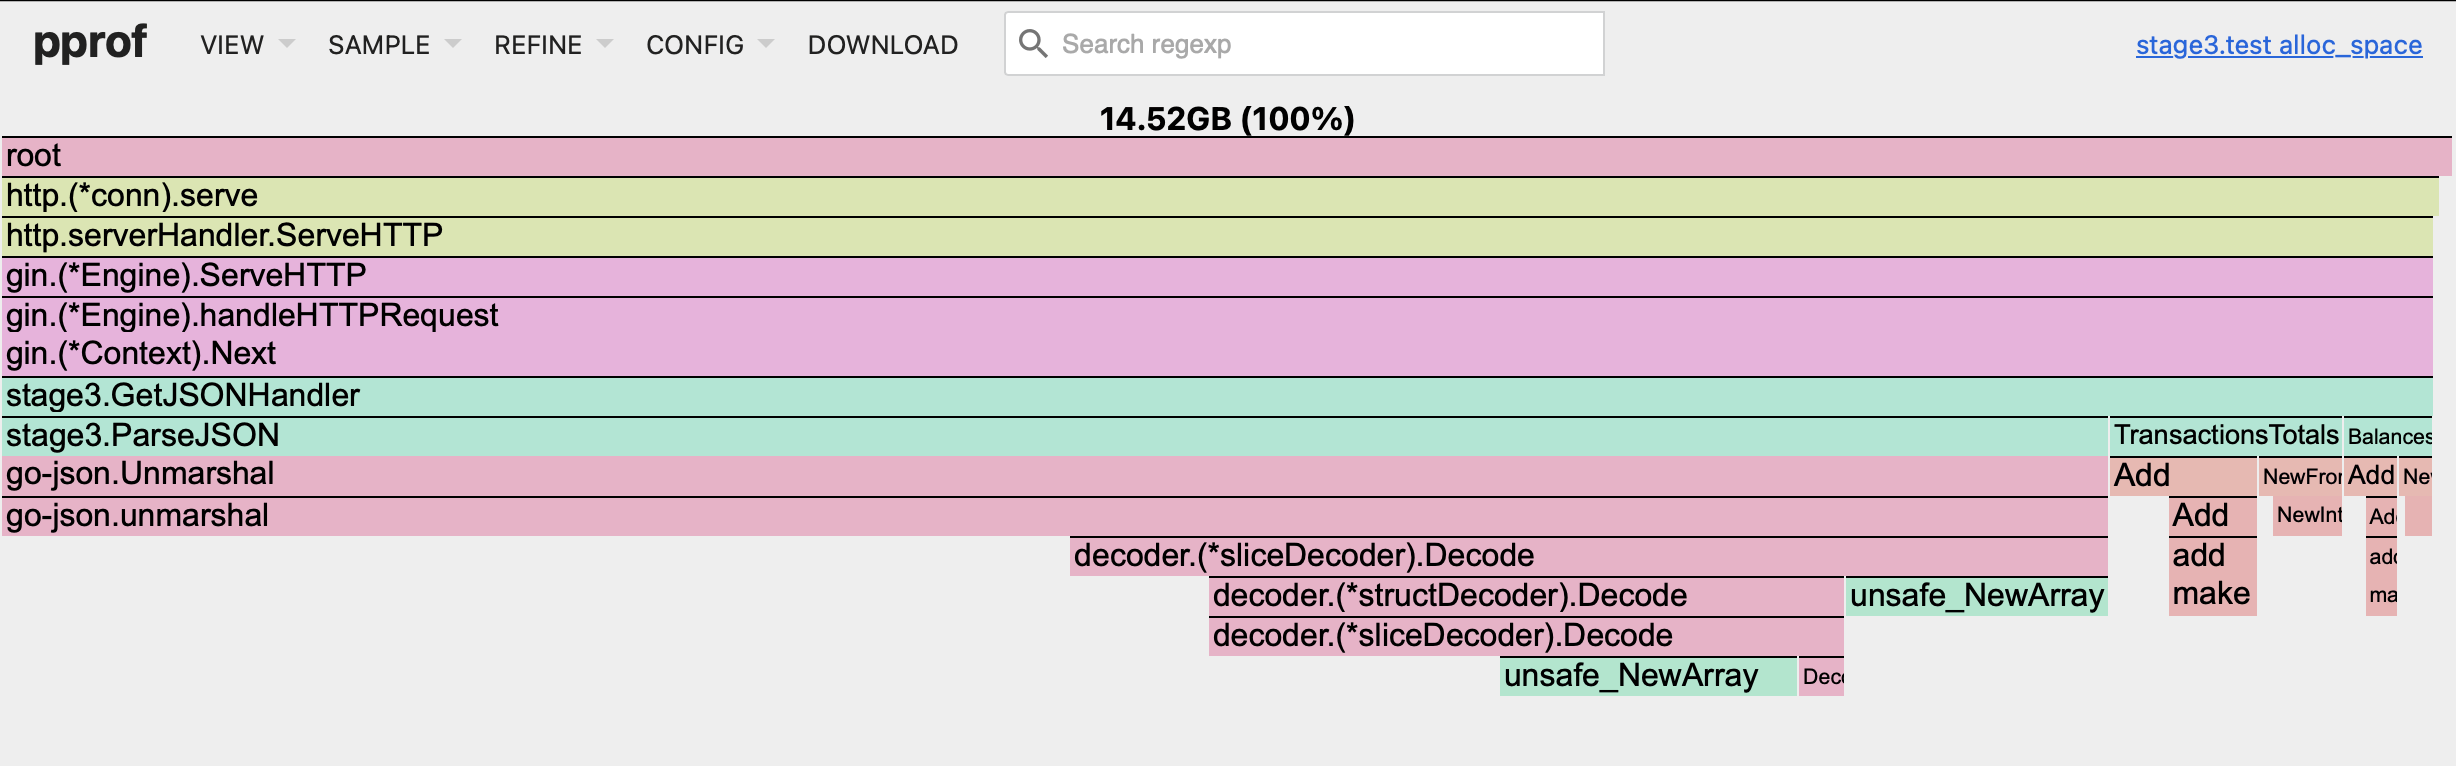 pprof VIEW SAMPLE REFINE CONFIG DOWNLOAD Search regexp stage3.test alloc_space
14.52GB (100%)
root
http.(*conn).serve
http.serverHandler.ServeHTTP
gin.(*Engine).ServeHTTP
gin.(*Engine).handleHTTPRequest
gin.(*Context).Next
stage3.GetJSONHandler
stage3.ParseJSON TransactionsTotals Balances
go-json.Unmarshal Add NewFror Add Ne
go-json.unmarshal Add NewInt Ad
decoder.(*sliceDecoder).Decode add add
decoder.(*structDecoder).Decode unsafe_NewArray make ma
decoder.(*sliceDecoder).Decode
unsafe_NewArray Dec